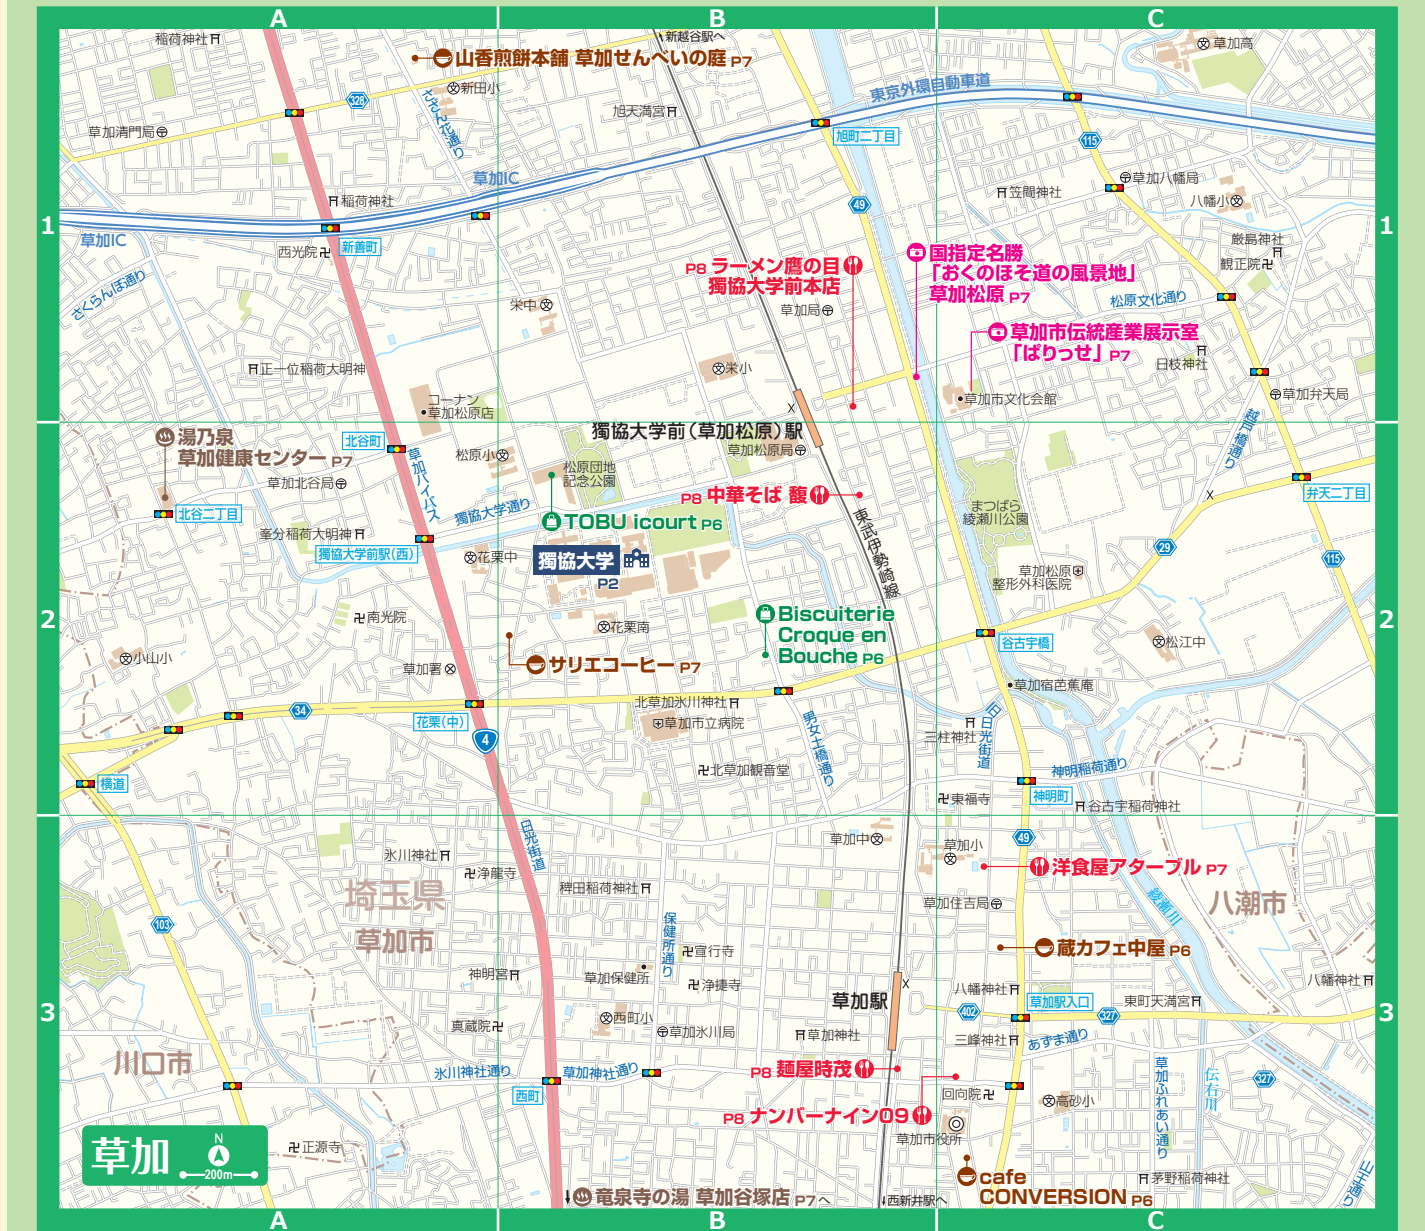 A
B
C
稲荷神社
新越谷駅へ
草加高
山香煎餅本舗 草加せんべいの庭 P7
新田小
328
さざんか通り
旭天満宮
東京外環自動車道
草加清門局
旭町二丁目
115
草加IC
草加八幡局
稲荷神社
笠間神社
八幡小
49
1
草加IC
新善町
1
西光院
厳島神社
観正院
さくらんぼ通り
P8 ラーメン鷹の目
獨協大学前本店
国指定名勝
「おくのほそ道の風景地」
草加松原 P7
松原文化通り
栄中
草加局
草加市伝統産業展示室
「ぱりっせ」 P7
日枝神社
正一位稲荷大明神
栄小
草加市文化会館
草加弁天局
コーナン
草加松原店
越戸橋通り
湯乃泉
草加健康センター P7
北谷町
草加バイパス
獨協大学前(草加松原)駅
草加松原局
松原小
松原団地
記念公園
草加北谷局
P8 中華そば 馥
弁天二丁目
北谷二丁目
獨協大学通り
TOBU icourt P6
まつばら
綾瀬川公園
峯分稲荷大明神
獨協大学前駅(西)
東武伊勢崎線
花栗中
獨協大学
P2
29
115
草加松原
整形外科医院
2
南光院
花栗南
Biscuiterie
Croque en
Bouche P6
2
谷古宇橋
松江中
小山小
草加署
サリエコーヒー P7
草加宿芭蕉庵
34
花栗(中)
北草加氷川神社
草加市立病院
男女土橋通り
旧日光街道
三柱神社
4
北草加観音堂
神明稲荷通り
横道
東福寺
神明町
谷古宇稲荷神社
日光街道
草加中
草加小
49
氷川神社
浄龍寺
洋食屋アターブル P7
埼玉県
草加市
稗田稲荷神社
草加住吉局
綾瀬川
八潮市
103
保健所通り
宣行寺
蔵カフェ中屋 P6
神明宮
草加保健所
浄捷寺
八幡神社
八幡神社
草加駅
草加駅入口
東町天満宮
3
真蔵院
西町小
草加氷川局
草加神社
402
327
3
三峰神社
あずま通り
川口市
氷川神社通り
草加神社通り
P8 麺屋時茂
草加ふれあい通り
伝右川
327
西町
回向院
高砂小
P8 ナンバーナイン09
草加市役所
草加
N
200m
正源寺
cafe
CONVERSION P6
茅野稲荷神社
竜泉寺の湯 草加谷塚店 P7へ
西新井駅へ
A
B
C